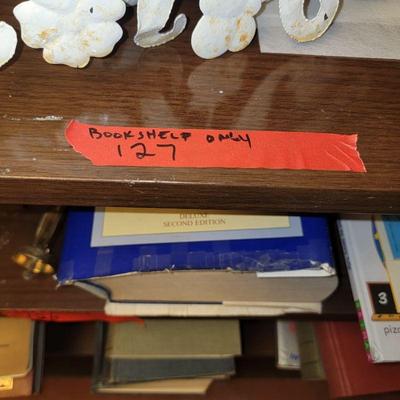 BOOKSHELF ONLY
127
DELUXE
SECOND EDITION
3